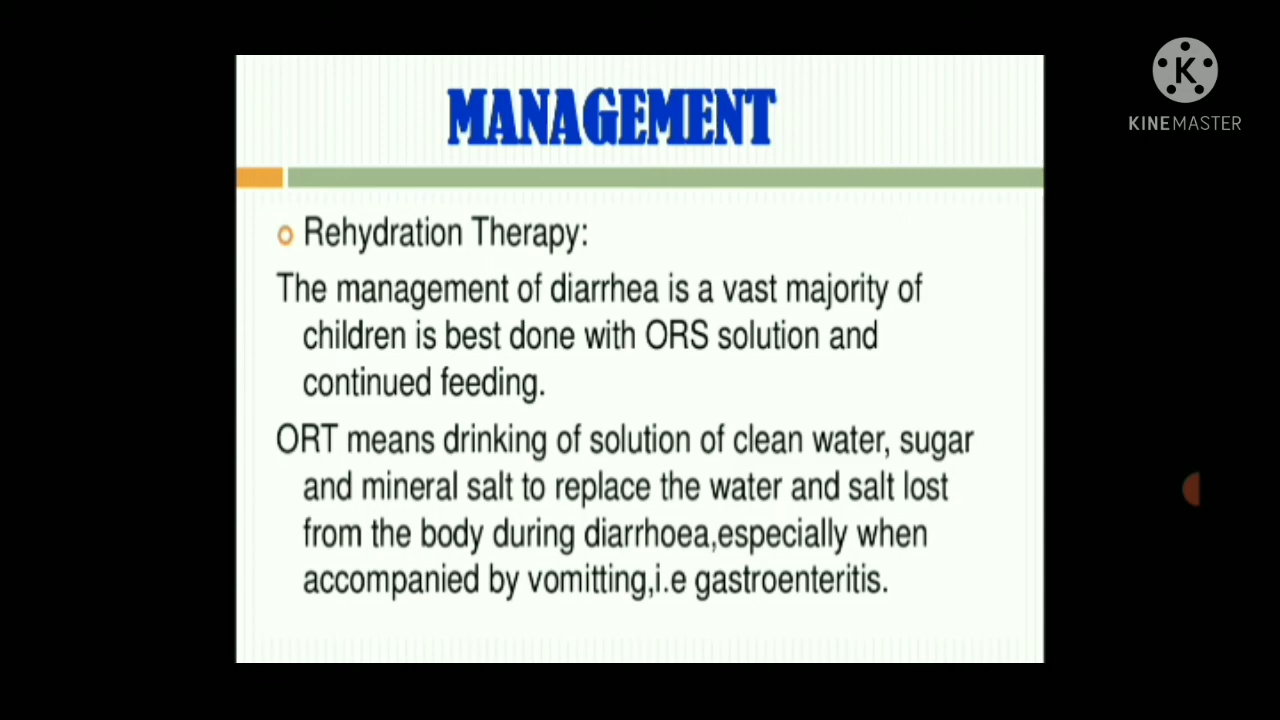 MANAGEMENT
Rehydration Therapy:
The management of diarrhea is a vast majority of
children is best done with ORS solution and
continued feeding.
ORT means drinking of solution of clean water, sugar
and mineral salt to replace the water and salt lost
from the body during diarrhoea,especially when
accompanied by vomitting,i.e gastroenteritis.
K
KINEMASTER